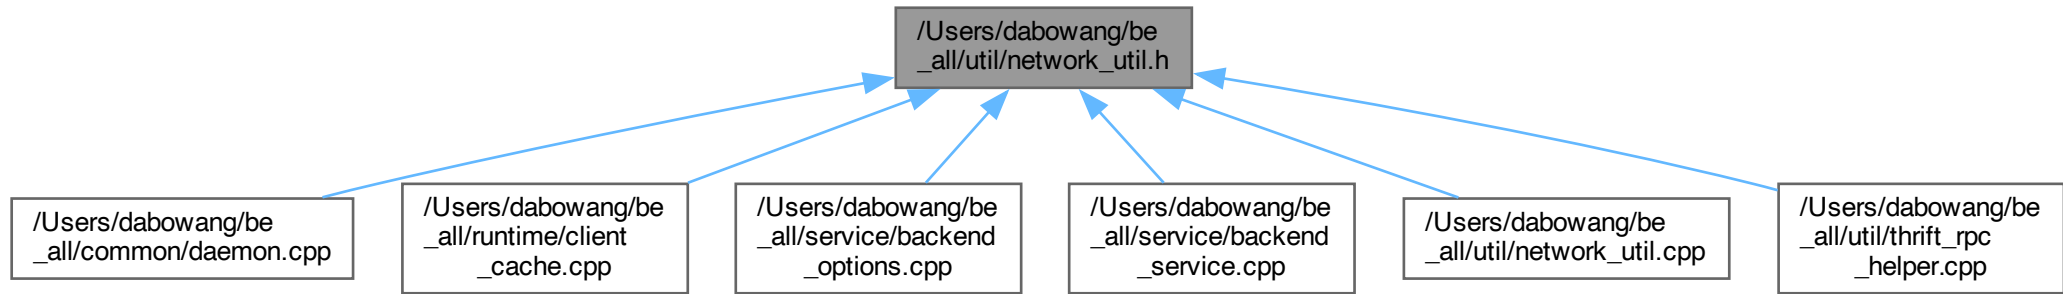 /Users/dabowang/be
_all/util/network_util.h
/Users/dabowang/be
_all/common/daemon.cpp
/Users/dabowang/be
_all/runtime/client
_cache.cpp
/Users/dabowang/be
_all/service/backend
_options.cpp
/Users/dabowang/be
_all/service/backend
_service.cpp
/Users/dabowang/be
_all/util/network_util.cpp
/Users/dabowang/be
_all/util/thrift_rpc
_helper.cpp